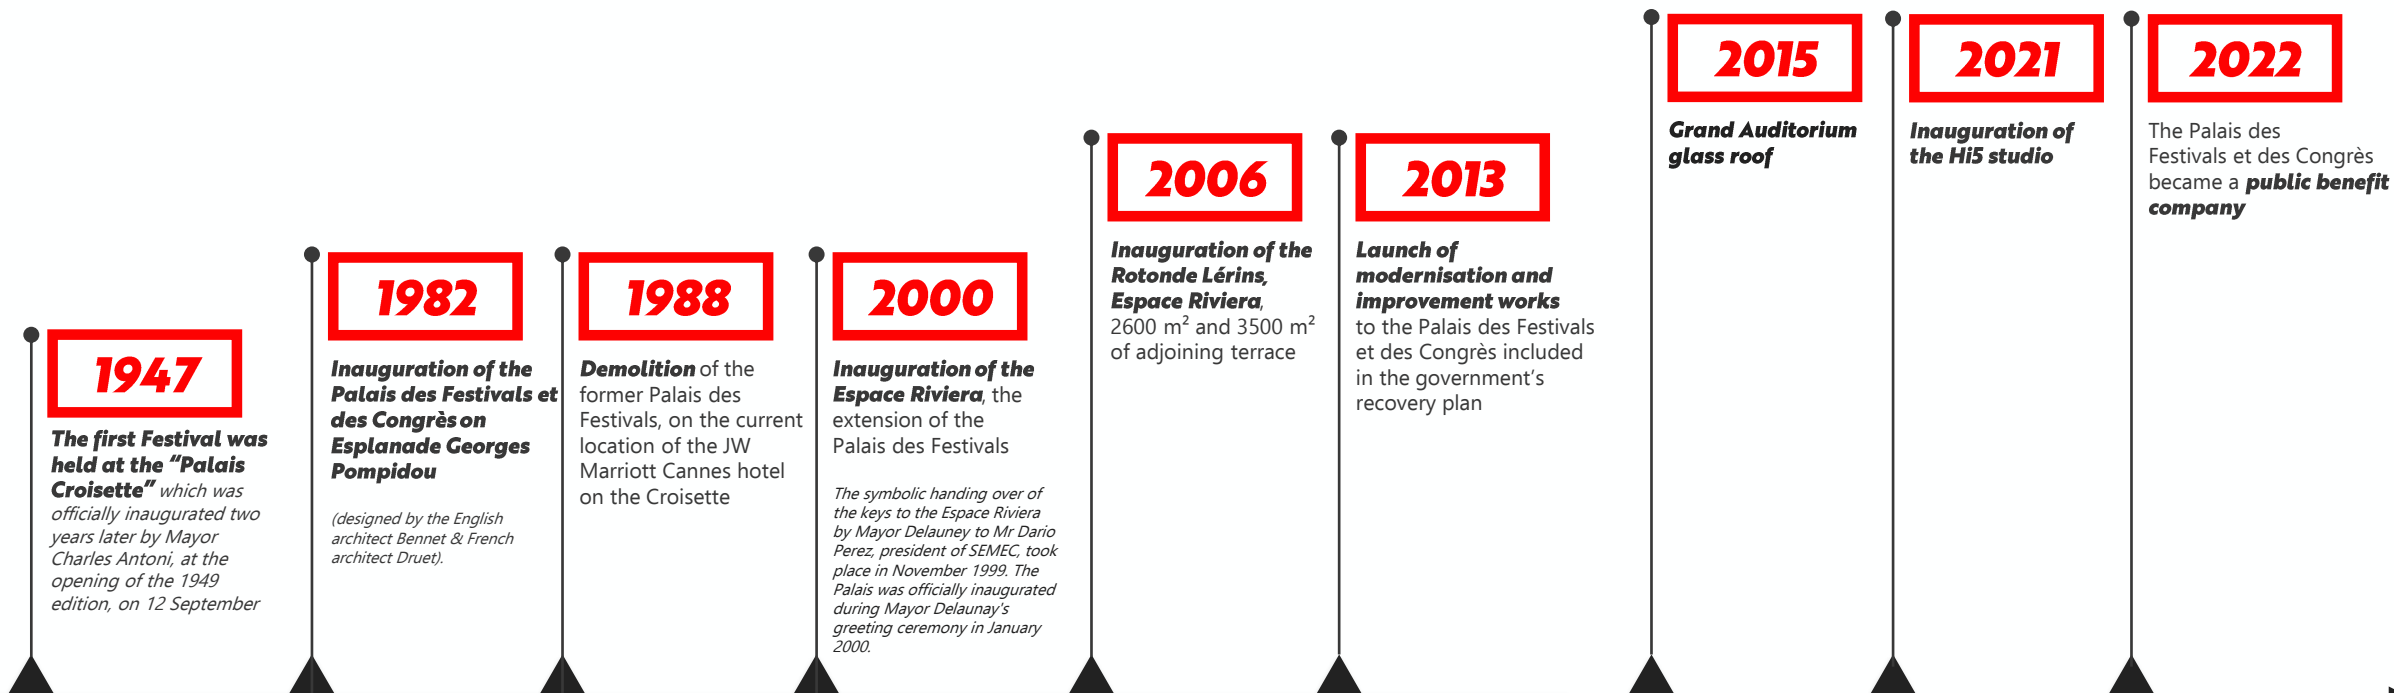 1947
The first Festival was
held at the “Palais
Croisette” which was
officially inaugurated two
years later by Mayor
Charles Antoni, at the
opening of the 1949
edition, on 12 September
1982
Inauguration of the
Palais des Festivals et
des Congrès on
Esplanade Georges
Pompidou
(designed by the English
architect Bennet & French
architect Druet).
1988
Demolition of the
former Palais des
Festivals, on the current
location of the JW
Marriott Cannes hotel
on the Croisette
2000
Inauguration of the
Espace Riviera, the
extension of the
Palais des Festivals
The symbolic handing over of
the keys to the Espace Riviera
by Mayor Delauney to Mr Dario
Perez, president of SEMEC, took
place in November 1999. The
Palais was officially inaugurated
during Mayor Delaunay's
greeting ceremony in January
2000.
2006
Inauguration of the
Rotonde Lérins,
Espace Riviera,
2600 m² and 3500 m²
of adjoining terrace
2013
Launch of
modernisation and
improvement works
to the Palais des Festivals
et des Congrès included
in the government’s
recovery plan
2015
Grand Auditorium
glass roof
2021
Inauguration of
the Hi5 studio
2022
The Palais des
Festivals et des Congrès
became a public benefit
company